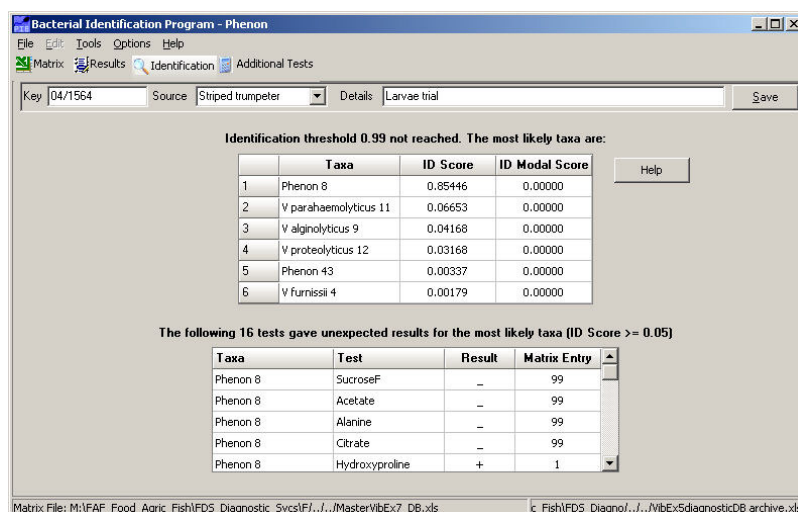 Bacterial Identification Program - Phenon
File Edit Tools Options Help
Matrix Results Identification Additional Tests
Key 04/1564 Source Striped trumpeter Details Larvae trial Save
Identification threshold 0.99 not reached. The most likely taxa are:
Taxa ID Score ID Modal Score
Help
1 Phenon 8 0.85446 0.00000
2 V parahaemolyticus 11 0.06653 0.00000
3 V alginolyticus 9 0.04168 0.00000
4 V proteolyticus 12 0.03168 0.00000
5 Phenon 43 0.00337 0.00000
6 V furnissii 4 0.00179 0.00000
The following 16 tests gave unexpected results for the most likely taxa (ID Score >= 0.05)
Taxa Test Result Matrix Entry
Phenon 8 SucroseF _ 99
Phenon 8 Acetate _ 99
Phenon 8 Alanine _ 99
Phenon 8 Citrate _ 99
Phenon 8 Hydroxyproline + 1
Matrix File: M:\FAF_Food_Agric_Fish\FDS_Diagnostic_Svcs\F/../../MasterVibEx7_DB.xls c_Fish\FDS_Diagno/../../VibEx5diagnosticDB archive.xls